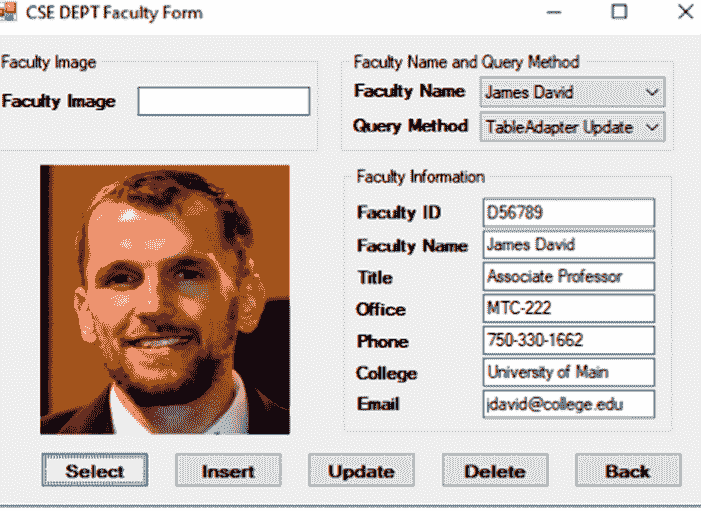 CSE DEPT Faculty Form
Faculty Image
Faculty Image
Faculty Name and Query Method
Faculty Name James David
Query Method TableAdapter Update
Faculty Information
Faculty ID D56789
Faculty Name James David
Title Associate Professor
Office MTC-222
Phone 750-330-1662
College University of Main
Email jdavid@college.edu
Select Insert Update Delete Back